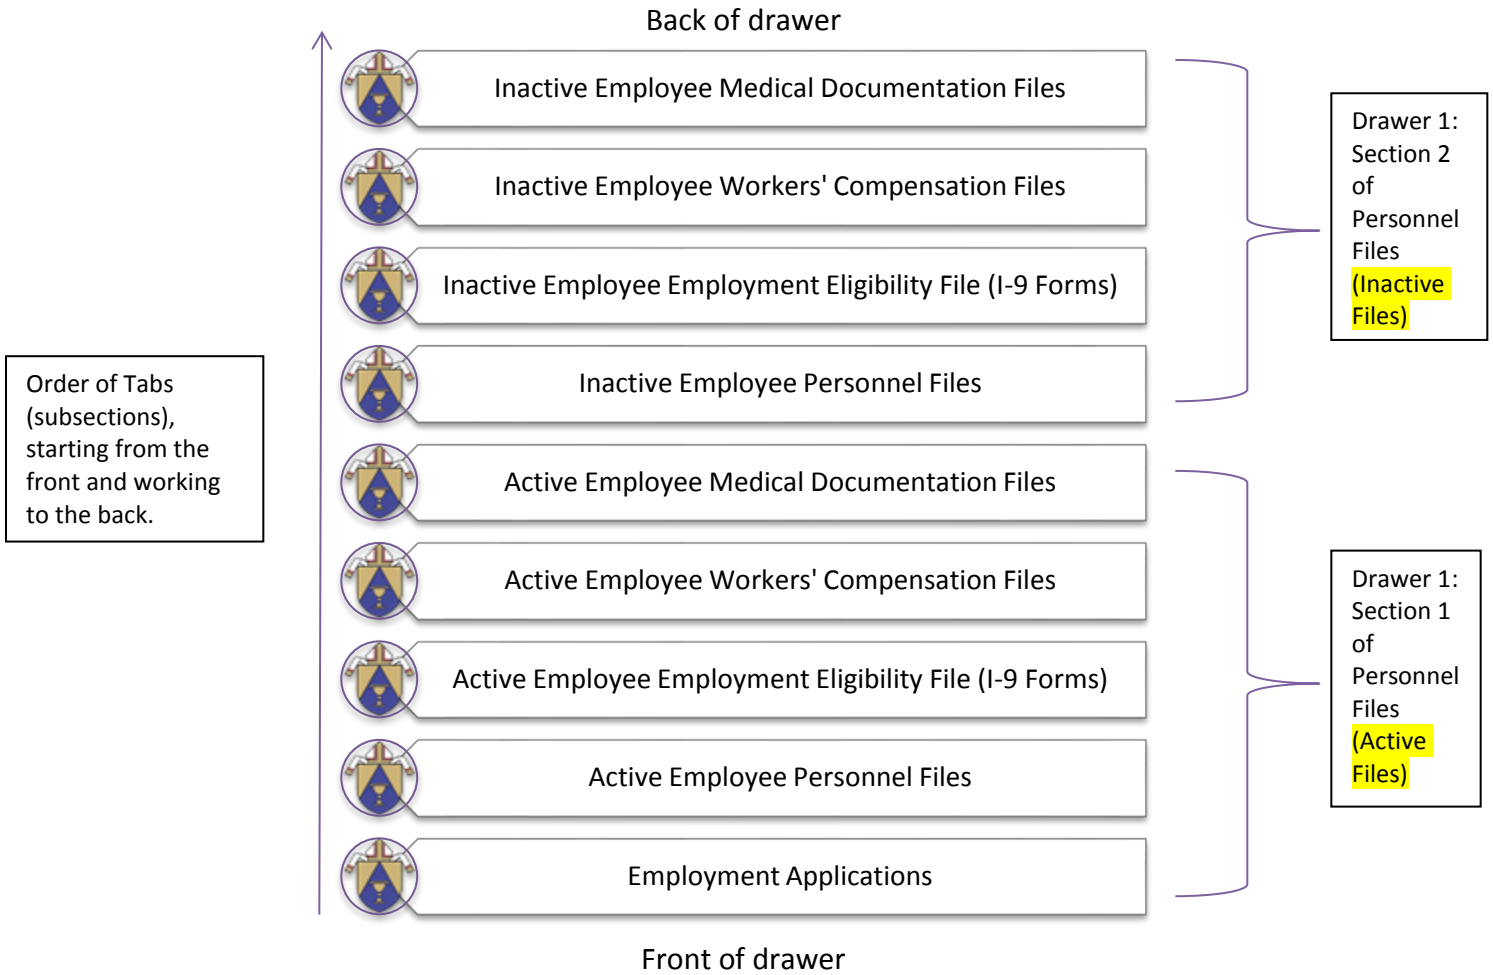 Back of drawer
Inactive Employee Medical Documentation Files
Inactive Employee Workers' Compensation Files
Inactive Employee Employment Eligibility File (I-9 Forms)
Inactive Employee Personnel Files
Active Employee Medical Documentation Files
Active Employee Workers' Compensation Files
Active Employee Employment Eligibility File (I-9 Forms)
Active Employee Personnel Files
Employment Applications
Front of drawer
Order of Tabs
(subsections),
starting from the
front and working
to the back.
Drawer 1:
Section 2
of
Personnel
Files
(Inactive
Files)
Drawer 1:
Section 1
of
Personnel
Files
(Active
Files)